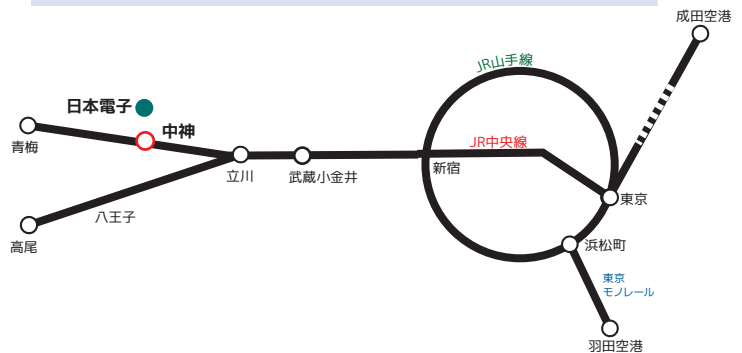 成田空港
JR山手線
日本電子
中神
青梅
JR中央線
立川
武蔵小金井
新宿
東京
八王子
高尾
浜松町
東京
モノレール
羽田空港